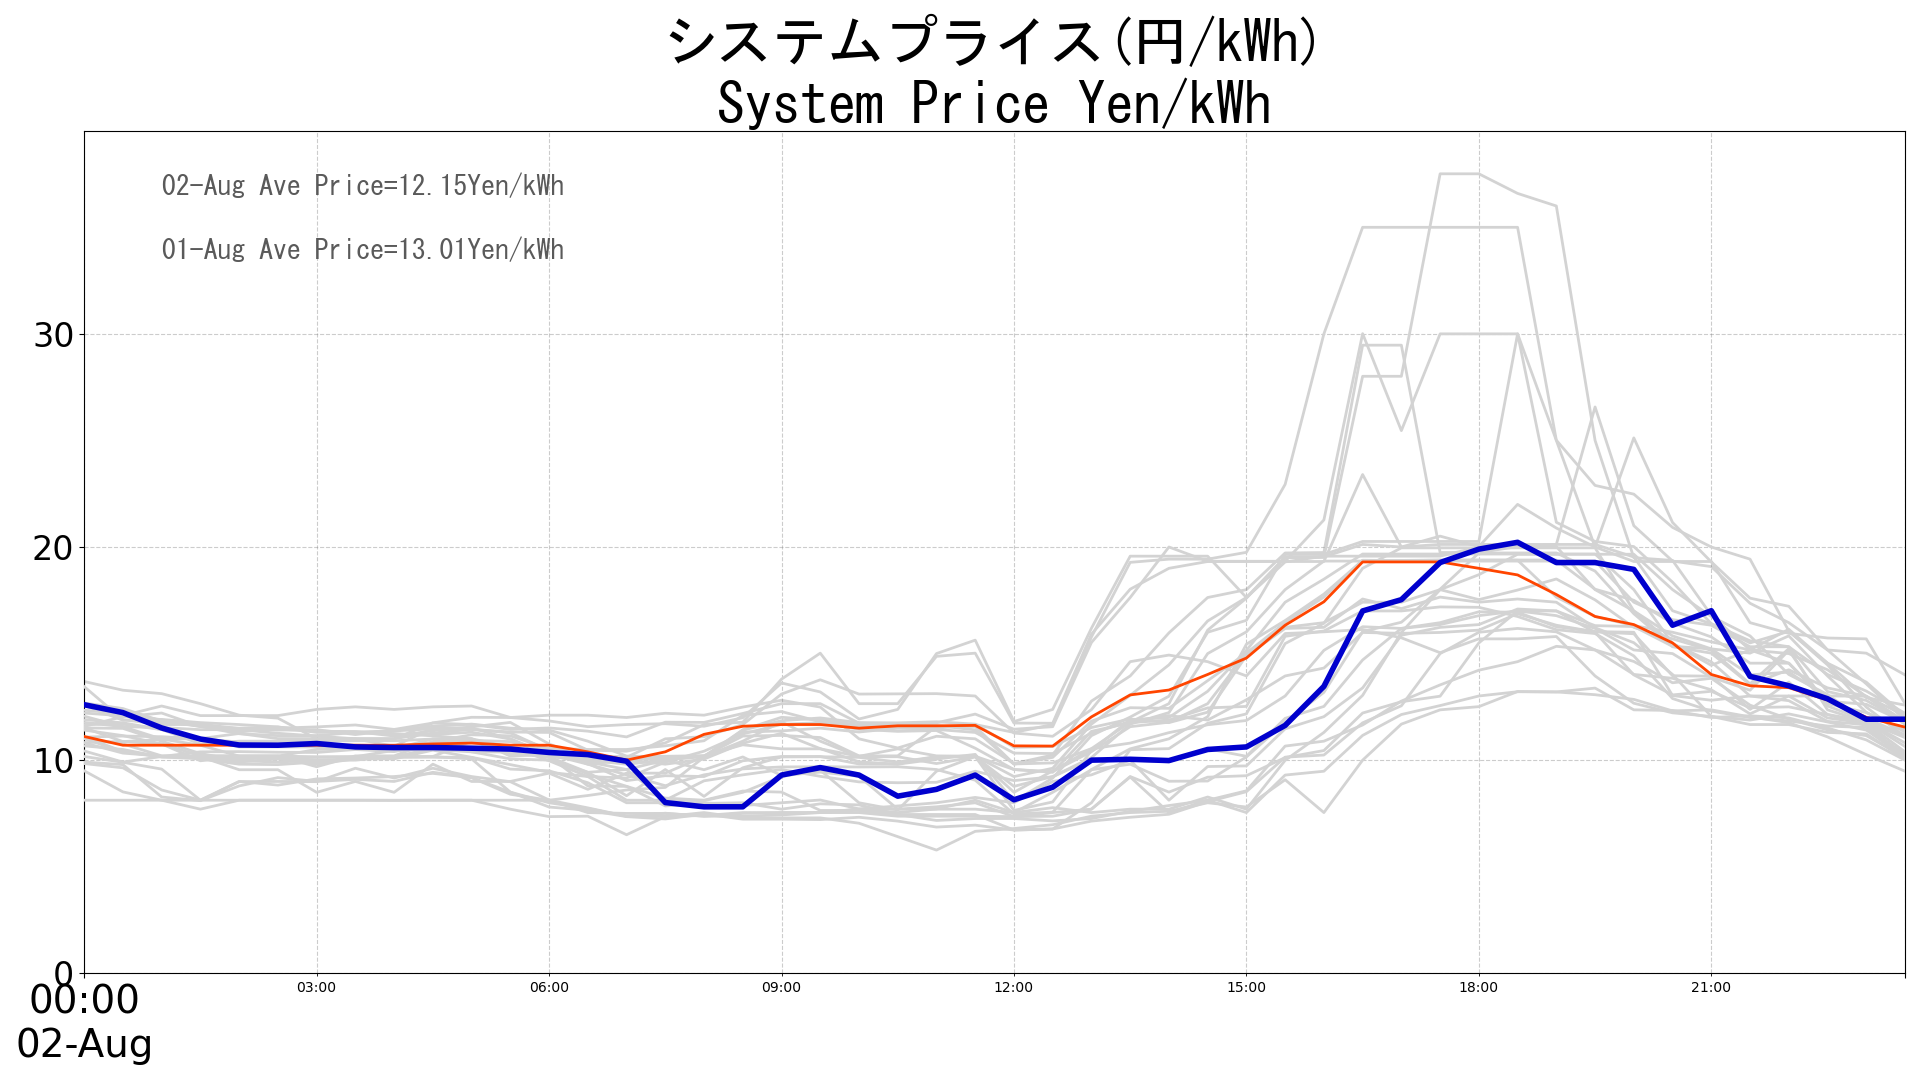 システムプライス(円/kWh)
System Price Yen/kWh
02-Aug Ave Price=12.15Yen/kWh
01-Aug Ave Price=13.01Yen/kWh
30
20
10
0
00:00
03:00
06:00
09:00
12:00
15:00
18:00
21:00
02-Aug